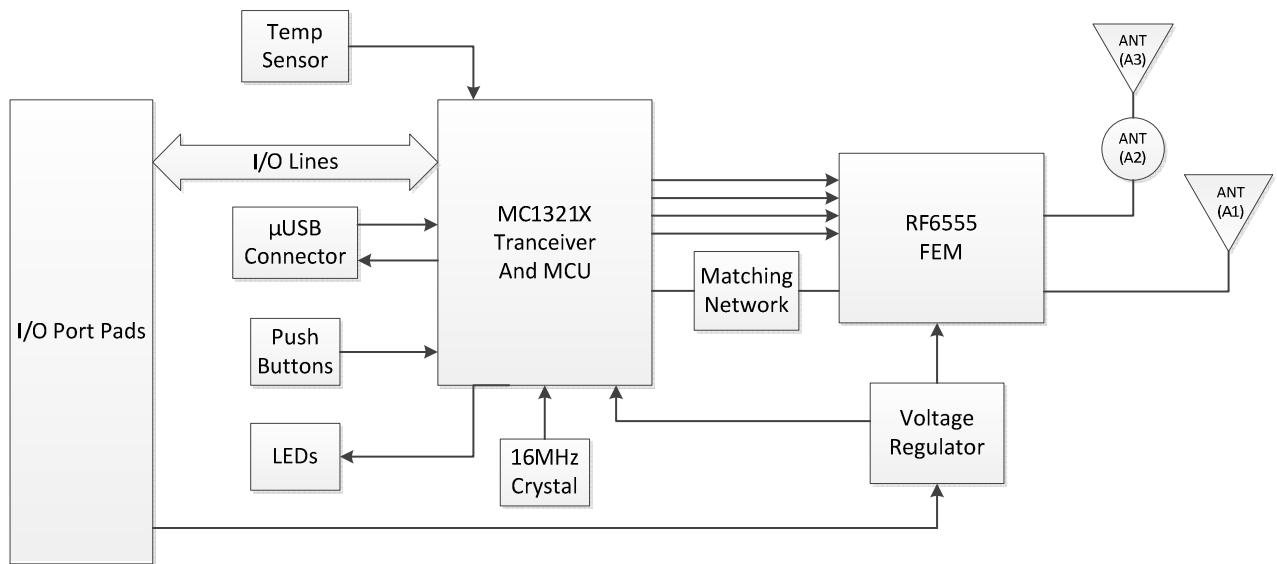 Temp
Sensor
ANT
(A3)
ANT
(A2)
ANT
(A1)
I/O Lines
I/O Port Pads
µUSB
Connector
MC1321X
Tranceiver
And MCU
RF6555
FEM
Matching
Network
Push
Buttons
LEDs
16MHz
Crystal
Voltage
Regulator